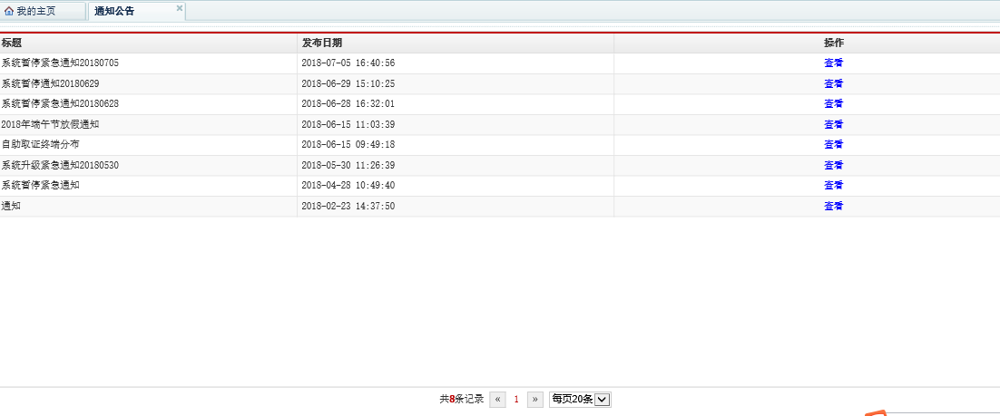 我的主页 通知公告
标题 发布日期 操作
系统暂停紧急通知20180705 2018-07-05 16:40:56 查看
系统暂停通知20180629 2018-06-29 15:10:25 查看
系统暂停紧急通知20180628 2018-06-28 16:32:01 查看
2018年端午节放假通知 2018-06-15 11:03:39 查看
自助取证终端分布 2018-06-15 09:49:18 查看
系统升级紧急通知20180530 2018-05-30 11:26:39 查看
系统暂停紧急通知 2018-04-28 10:49:40 查看
通知 2018-02-23 14:37:50 查看
共8条记录 « 1 » 每页20条